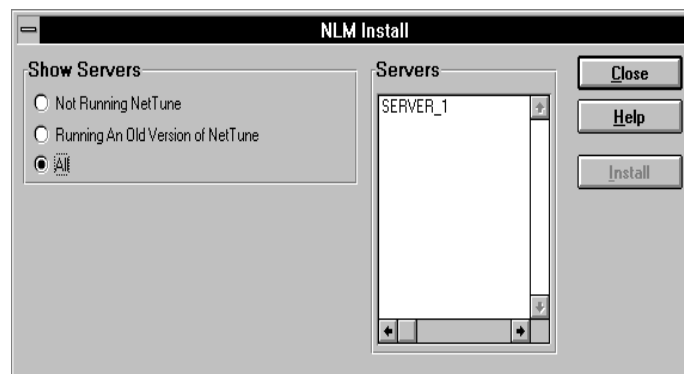 NLM Install
Show Servers
Not Running NetTune
Running An Old Version of NetTune
All
Servers
SERVER_1
Close
Help
Install